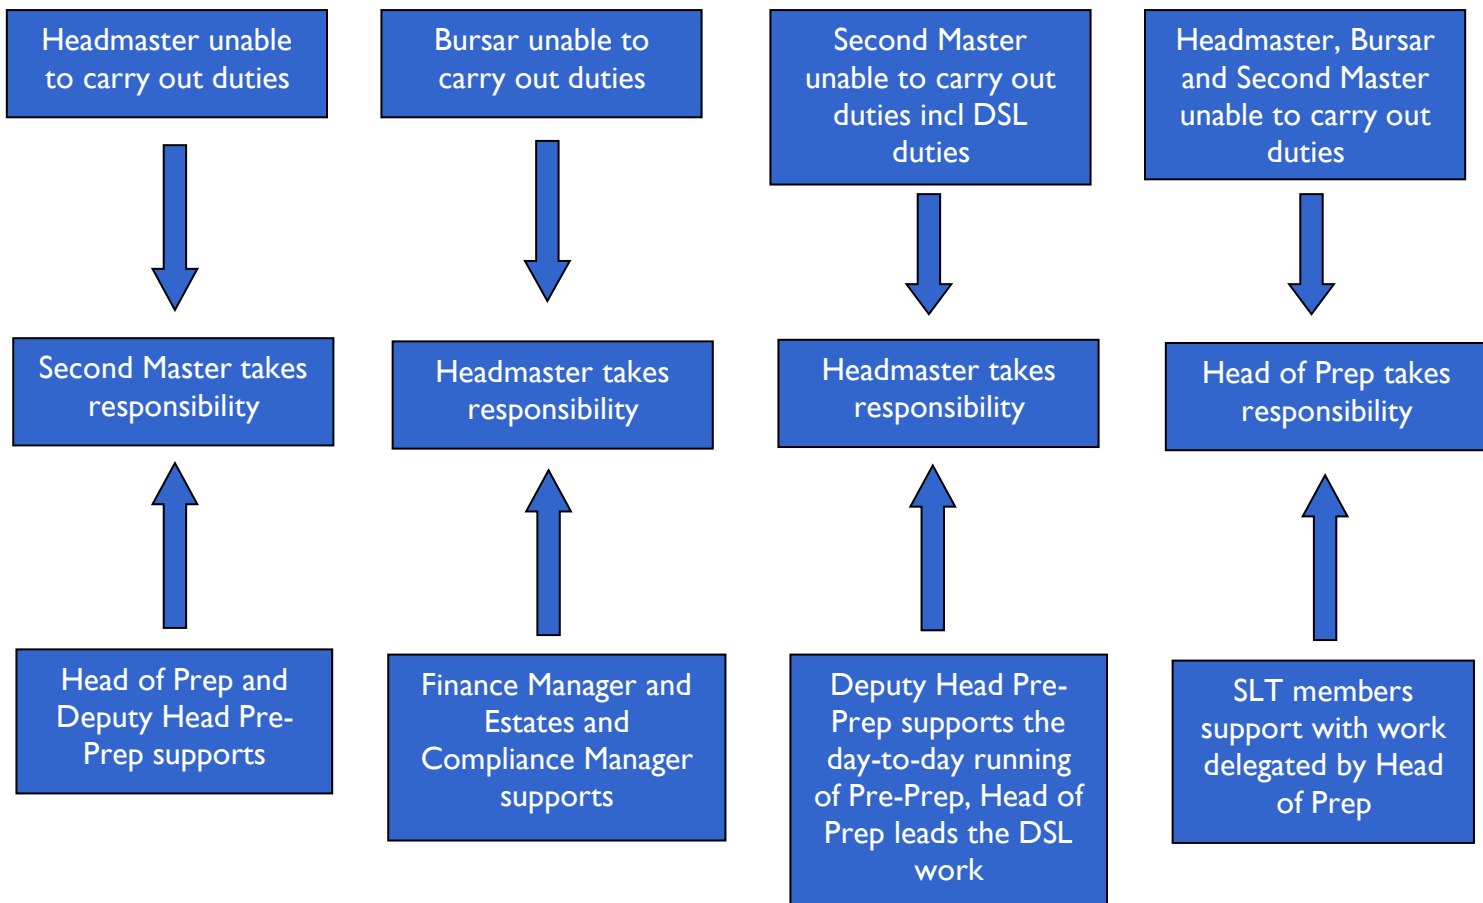 Headmaster unable
to carry out duties
Bursar unable to
carry out duties
Second Master
unable to carry out
duties incl DSL
duties
Headmaster, Bursar
and Second Master
unable to carry out
duties
Second Master takes
responsibility
Headmaster takes
responsibility
Headmaster takes
responsibility
Head of Prep takes
responsibility
Head of Prep and
Deputy Head Pre-
Prep supports
Finance Manager and
Estates and
Compliance Manager
supports
Deputy Head Pre-
Prep supports the
day-to-day running
of Pre-Prep, Head of
Prep leads the DSL
work
SLT members
support with work
delegated by Head
of Prep